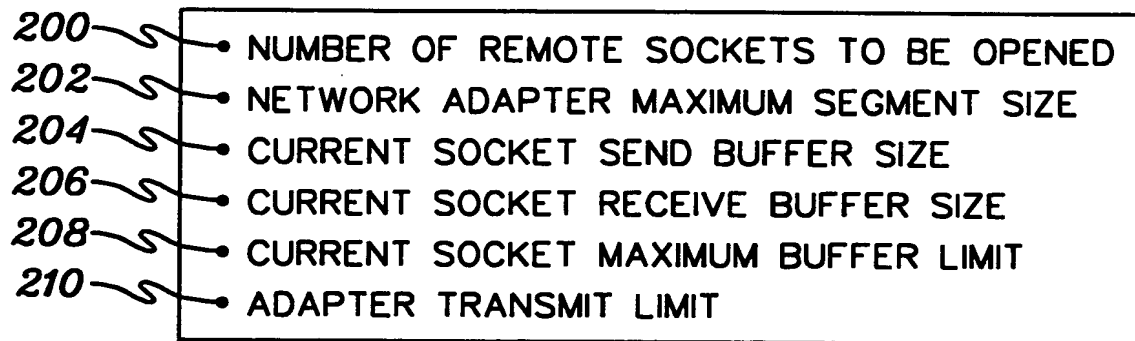 200 • NUMBER OF REMOTE SOCKETS TO BE OPENED
202 • NETWORK ADAPTER MAXIMUM SEGMENT SIZE
204 • CURRENT SOCKET SEND BUFFER SIZE
206 • CURRENT SOCKET RECEIVE BUFFER SIZE
208 • CURRENT SOCKET MAXIMUM BUFFER LIMIT
210 • ADAPTER TRANSMIT LIMIT